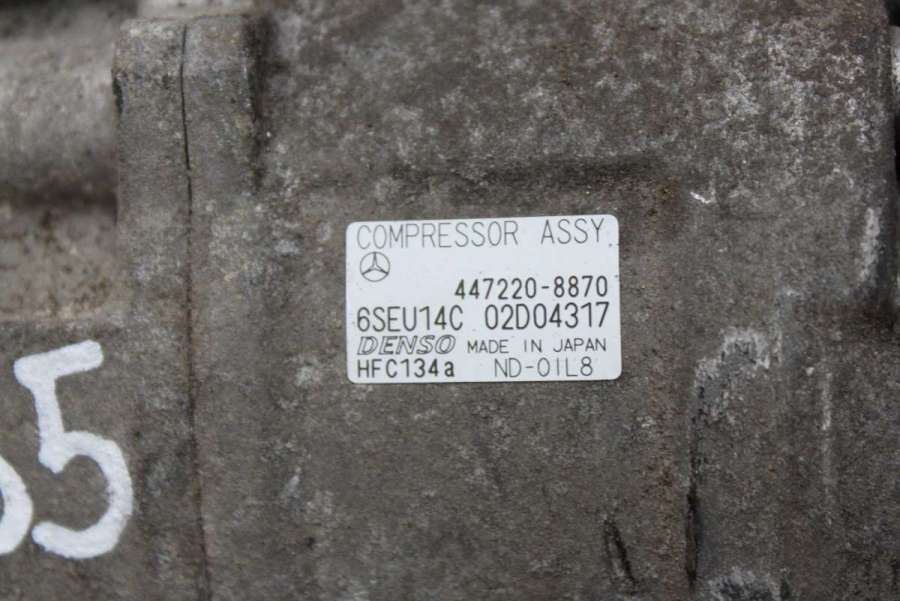 COMPRESSOR ASSY.
447220-8870
6SEU14C 02D04317
DENSO MADE IN JAPAN
HFC134a ND-OIL8
55